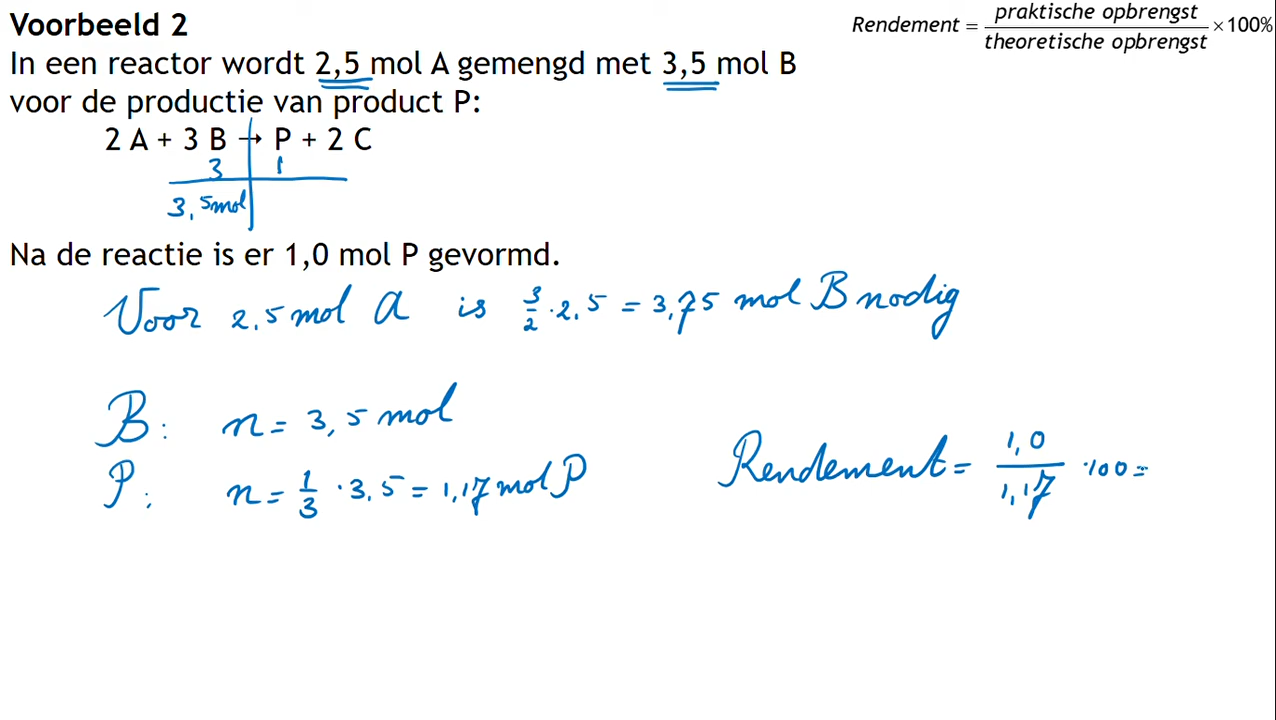 Voorbeeld 2
Rendement = praktische opbrengst / theoretische opbrengst × 100%
In een reactor wordt 2,5 mol A gemengd met 3,5 mol B
voor de productie van product P:
2 A + 3 B → P + 2 C
3 1
3,5 mol
Na de reactie is er 1,0 mol P gevormd.
Voor 2,5 mol A is 3/2 · 2,5 = 3,75 mol B nodig
B: n = 3,5 mol
P: n = 1/3 · 3,5 = 1,17 mol P
Rendement = 1,0 / 1,17 · 100 =